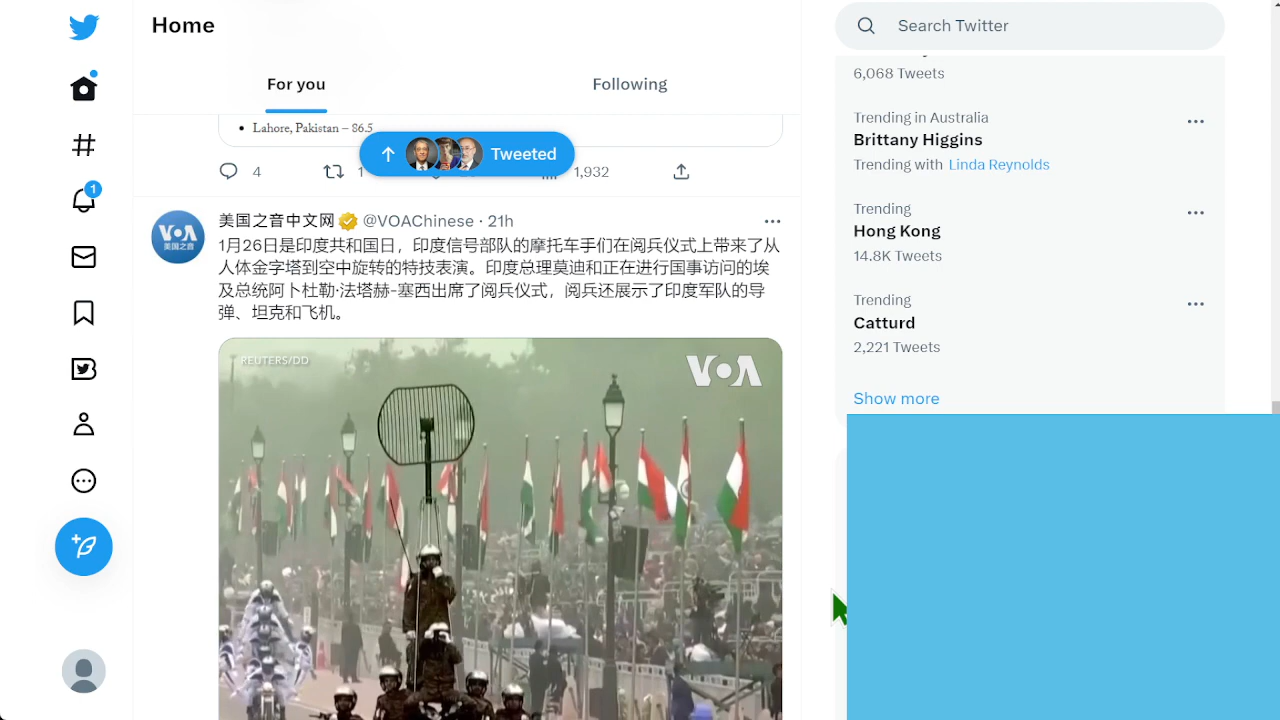 Home
Search Twitter
For you
Following
6,068 Tweets
Trending in Australia
Brittany Higgins
Trending with Linda Reynolds
Lahore, Pakistan – 86.5
Tweeted
4
1
1,932
美国之音中文网 @VOAChinese · 21h
1月26日是印度共和国日，印度信号部队的摩托车手们在阅兵仪式上带来了从
人体金字塔到空中旋转的特技表演。印度总理莫迪和正在进行国事访问的埃
及总统阿卜杜勒·法塔赫-塞西出席了阅兵仪式，阅兵还展示了印度军队的导
弹、坦克和飞机。
VOA
美国之音
1
REUTERS/DD
VOA
Trending
Hong Kong
14.8K Tweets
Trending
Catturd
2,221 Tweets
Show more